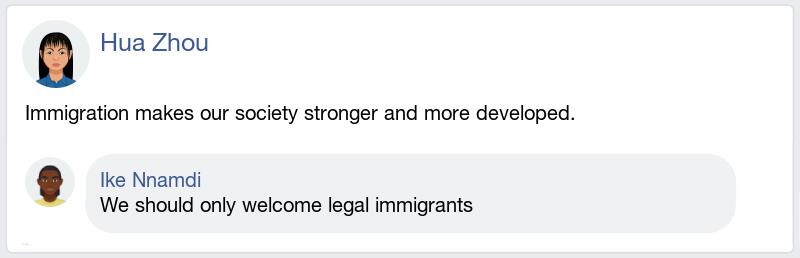 Hua Zhou
Immigration makes our society stronger and more developed.
Ike Nnamdi
We should only welcome legal immigrants